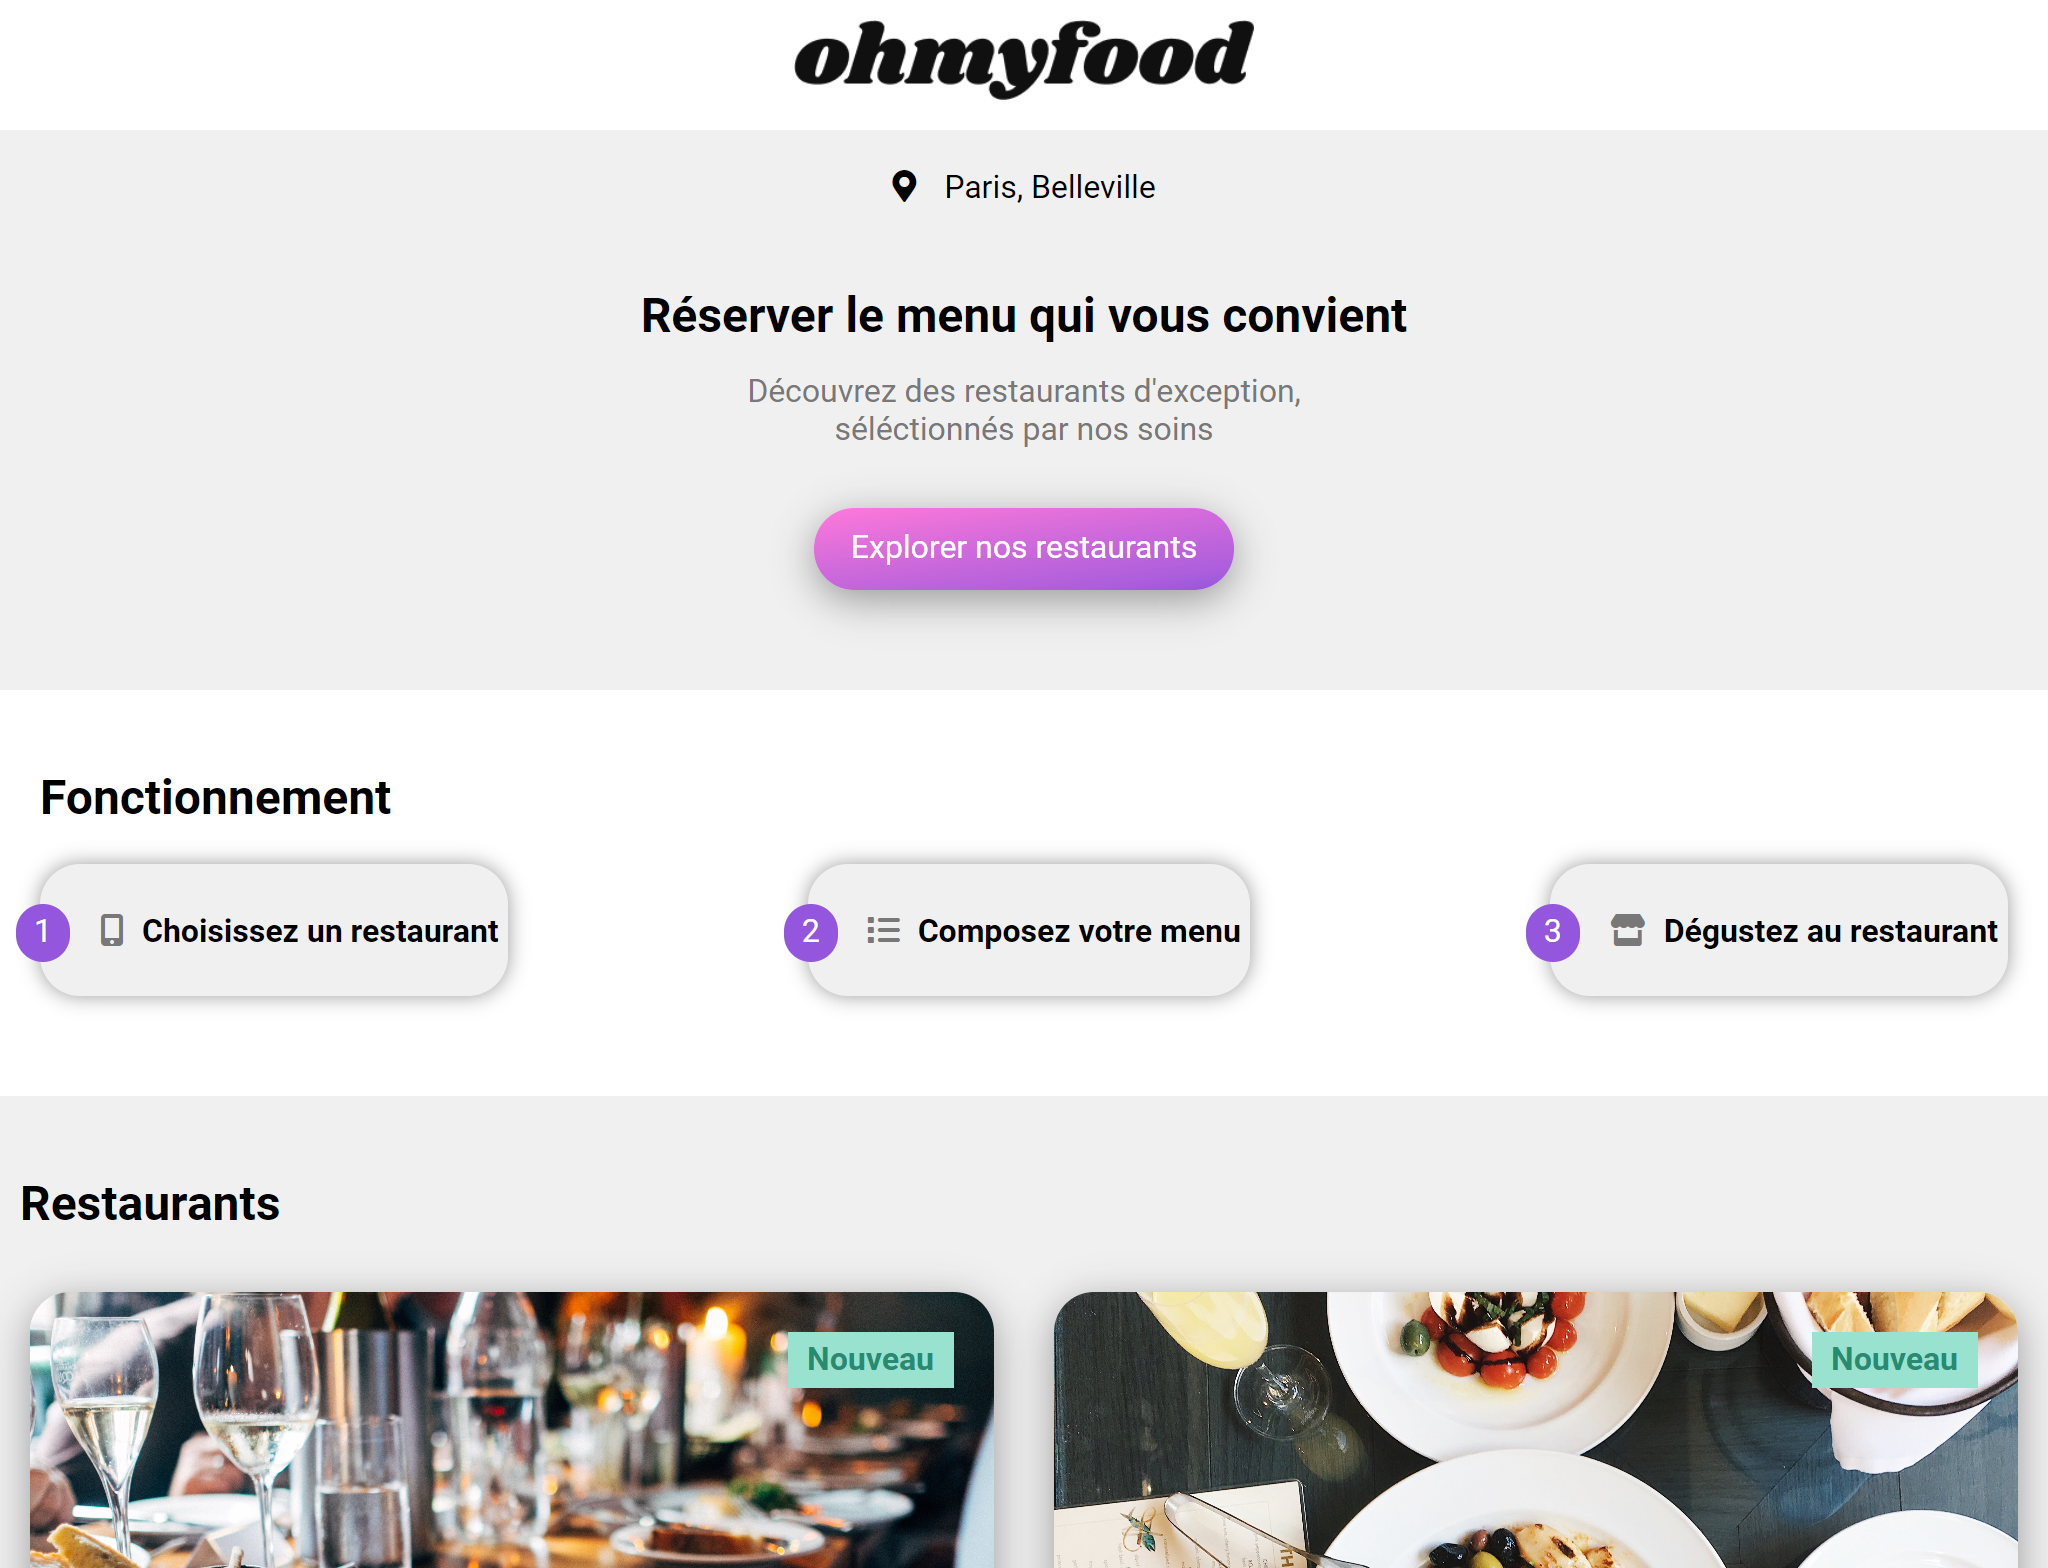 ohmyfood
Paris, Belleville
Réserver le menu qui vous convient
Découvrez des restaurants d'exception,
séléctionnés par nos soins
Explorer nos restaurants
Fonctionnement
1 Choisissez un restaurant
2 Composez votre menu
3 Dégustez au restaurant
Restaurants
Nouveau
Nouveau